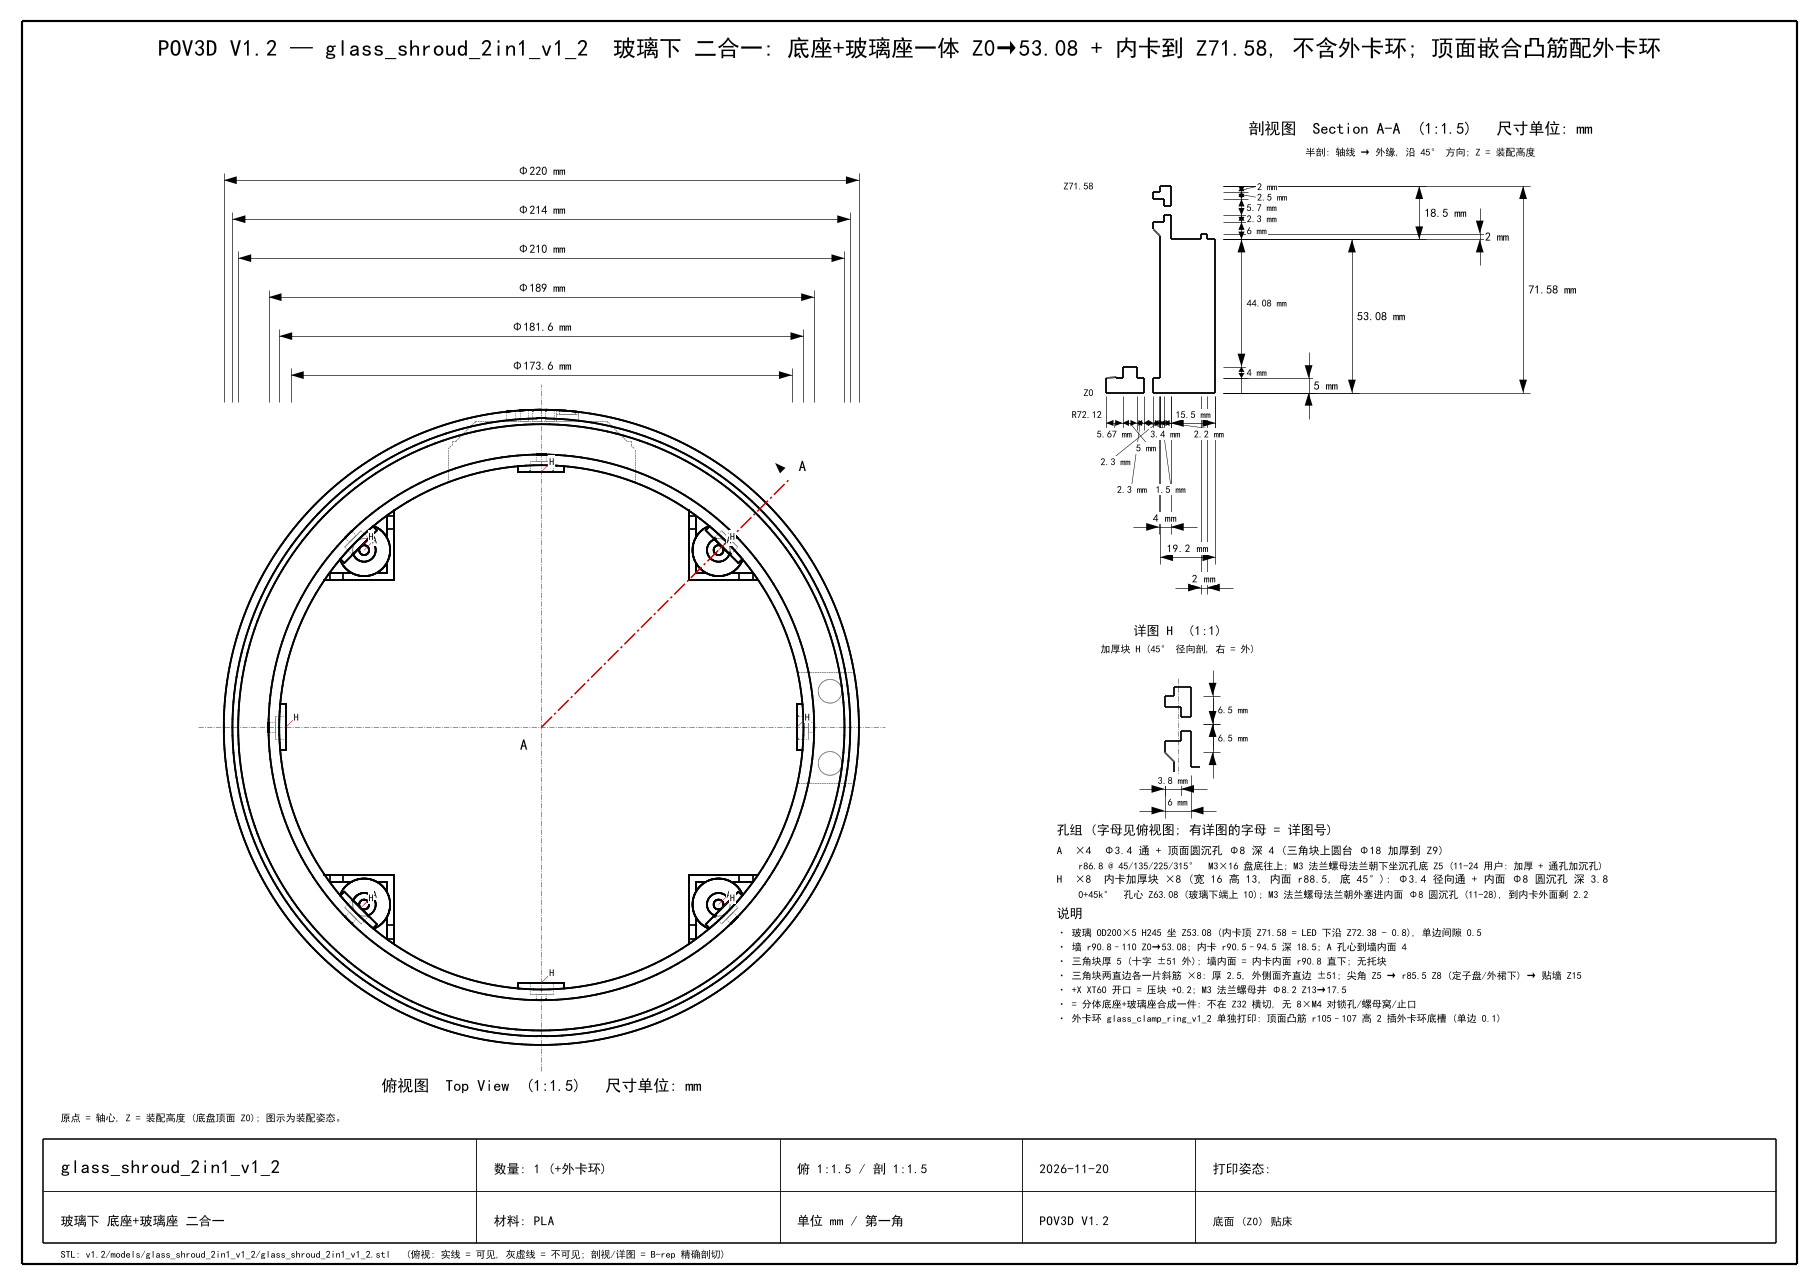 POV3D V1.2 — glass_shroud_2in1_v1_2  玻璃下 二合一: 底座+玻璃座一体 Z0→53.08 + 内卡到 Z71.58, 不含外卡环; 顶面嵌合凸筋配外卡环
剖视图  Section A-A  (1:1.5)   尺寸单位: mm
半剖: 轴线 → 外缘, 沿 45° 方向; Z = 装配高度
Φ220 mm
Φ214 mm
Φ210 mm
Φ189 mm
Φ181.6 mm
Φ173.6 mm
Z71.58
2 mm
2.5 mm
5.7 mm
2.3 mm
6 mm
18.5 mm
2 mm
44.08 mm
71.58 mm
53.08 mm
4 mm
5 mm
Z0
R72.12
15.5 mm
5.67 mm
3.4 mm
2.2 mm
5 mm
2.3 mm
2.3 mm
1.5 mm
4 mm
19.2 mm
2 mm
H
A
H
H
H
H
A
H
H
H
详图 H  (1:1)
加厚块 H (45° 径向剖, 右 = 外)
6.5 mm
6.5 mm
3.8 mm
6 mm
孔组 (字母见俯视图; 有详图的字母 = 详图号)
A  ×4  Φ3.4 通 + 顶面圆沉孔 Φ8 深 4 (三角块上圆台 Φ18 加厚到 Z9)
r86.8 @ 45/135/225/315°  M3×16 盘底往上; M3 法兰螺母法兰朝下坐沉孔底 Z5 (11-24 用户: 加厚 + 通孔加沉孔)
H  ×8  内卡加厚块 ×8 (宽 16 高 13, 内面 r88.5, 底 45°): Φ3.4 径向通 + 内面 Φ8 圆沉孔 深 3.8
0+45k°  孔心 Z63.08 (玻璃下端上 10); M3 法兰螺母法兰朝外塞进内面 Φ8 圆沉孔 (11-28), 到内卡外面剩 2.2
说明
· 玻璃 OD200×5 H245 坐 Z53.08 (内卡顶 Z71.58 = LED 下沿 Z72.38 - 0.8), 单边间隙 0.5
· 墙 r90.8–110 Z0→53.08; 内卡 r90.5–94.5 深 18.5; A 孔心到墙内面 4
· 三角块厚 5 (十字 ±51 外); 墙内面 = 内卡内面 r90.8 直下; 无托块
· 三角块两直边各一片斜筋 ×8: 厚 2.5, 外侧面齐直边 ±51; 尖角 Z5 → r85.5 Z8 (定子盘/外裙下) → 贴墙 Z15
· +X XT60 开口 = 压块 +0.2; M3 法兰螺母井 Φ8.2 Z13→17.5
· = 分体底座+玻璃座合成一件: 不在 Z32 横切, 无 8×M4 对锁孔/螺母窝/止口
· 外卡环 glass_clamp_ring_v1_2 单独打印: 顶面凸筋 r105–107 高 2 插外卡环底槽 (单边 0.1)
俯视图  Top View  (1:1.5)   尺寸单位: mm
原点 = 轴心, Z = 装配高度 (底盘顶面 Z0); 图示为装配姿态。
glass_shroud_2in1_v1_2
数量: 1 (+外卡环)
俯 1:1.5 / 剖 1:1.5
2026-11-20
打印姿态:
玻璃下 底座+玻璃座 二合一
材料: PLA
单位 mm / 第一角
POV3D V1.2
底面 (Z0) 贴床
STL: v1.2/models/glass_shroud_2in1_v1_2/glass_shroud_2in1_v1_2.stl   (俯视: 实线 = 可见, 灰虚线 = 不可见; 剖视/详图 = B-rep 精确剖切)